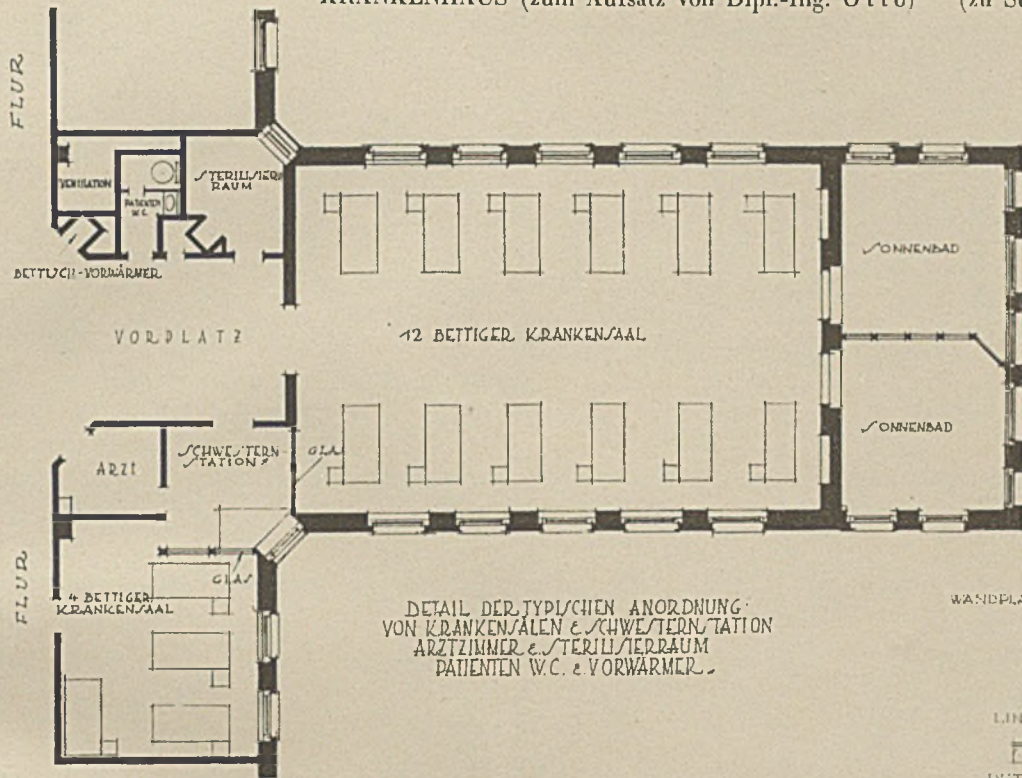 KRANKENHAUS (zum Aufsatz von Dipl.-Ing. OTTO) (zu
FLUR
VENTILATION
PATIENTEN
W.C.
STERILISIER
RAUM
BETTUCH-VORWÄRMER
VORPLATZ
12 BETTIGER KRANKENSAAL
SONNENBAD
SONNENBAD
ARZT
SCHWESTERN-
STATION
GLAS
FLUR
GLAS
4 BETTIGER
KRANKENSAAL
DETAIL DER TYPISCHEN ANORDNUNG
VON KRANKENSÄLEN & SCHWESTERNSTATION
ARZTZIMMER & STERILISIERRAUM
PATIENTEN W.C. & VORWÄRMER.
WANDPLA
LIN